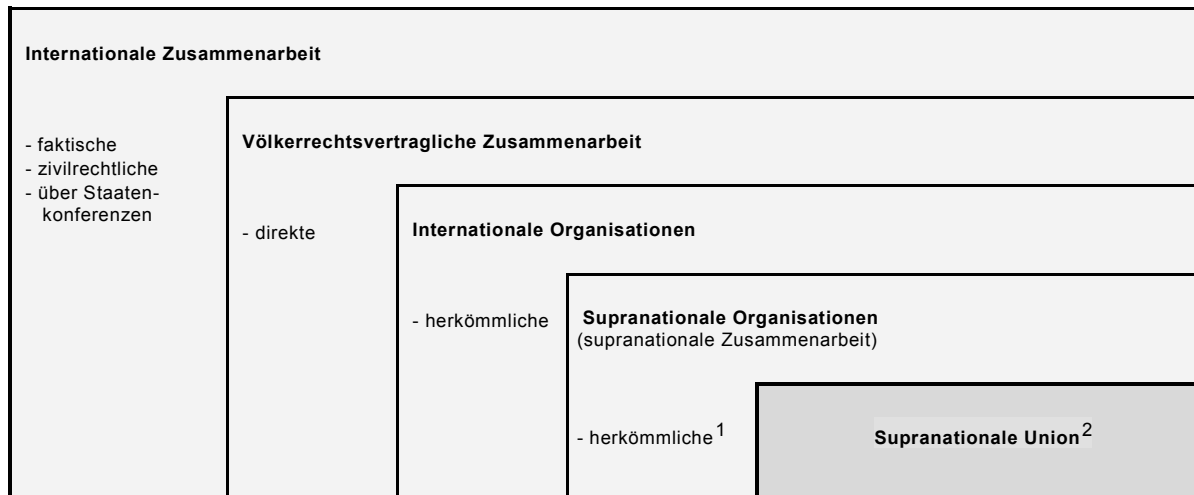 Internationale Zusammenarbeit
- faktische
- zivilrechtliche
- über Staaten-
konferenzen
Völkerrechtsvertragliche Zusammenarbeit
- direkte
Internationale Organisationen
- herkömmliche
Supranationale Organisationen
(supranationale Zusammenarbeit)
- herkömmliche1
Supranationale Union2